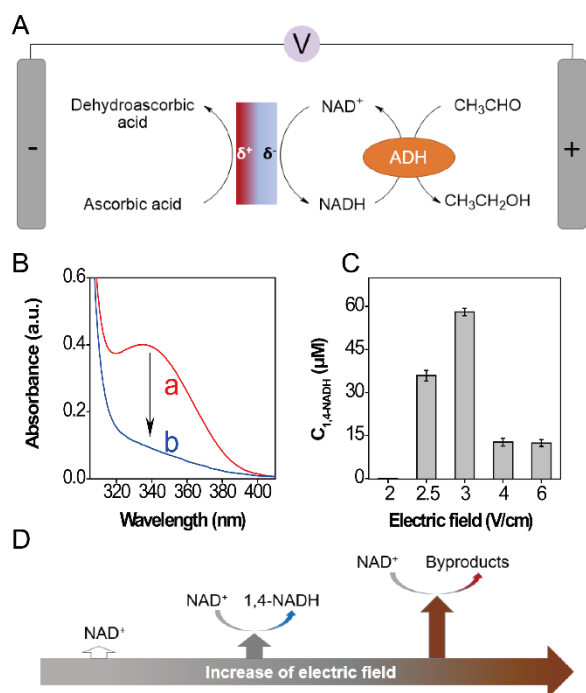 A
V
Dehydroascorbic
acid
NAD⁺
CH₃CHO
-
δ⁺
δ⁻
ADH
+
Ascorbic acid
NADH
CH₃CH₂OH
B
0.6
0.4
0.2
0.0
Absorbance (a.u.)
a
b
320 340 360 380 400
Wavelength (nm)
C
60
45
30
15
C₁,₄₋NADH (μM)
2 2.5 3 4 6
Electric field (V/cm)
D
NAD⁺
NAD⁺ 1,4-NADH
NAD⁺ Byproducts
Increase of electric field